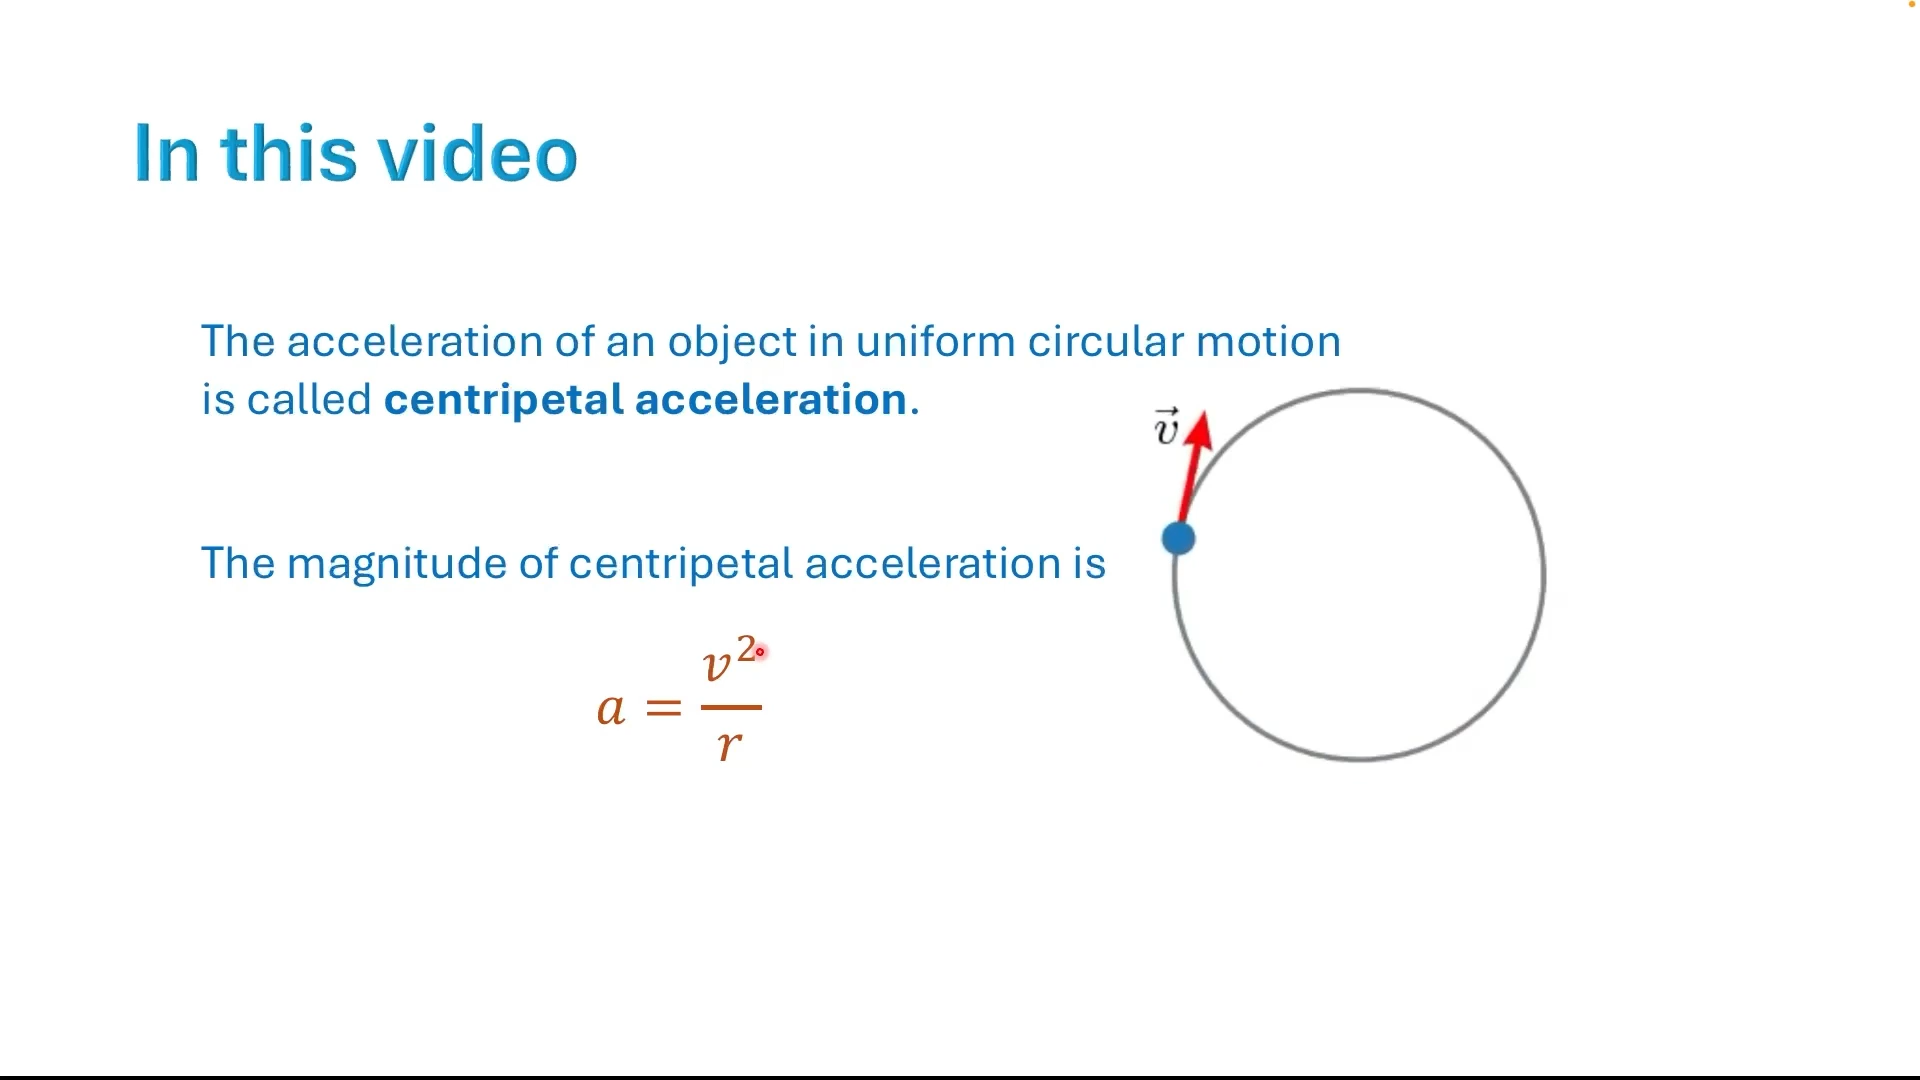 In this video
The acceleration of an object in uniform circular motion
is called centripetal acceleration.
v⃗
The magnitude of centripetal acceleration is
a = v²/r